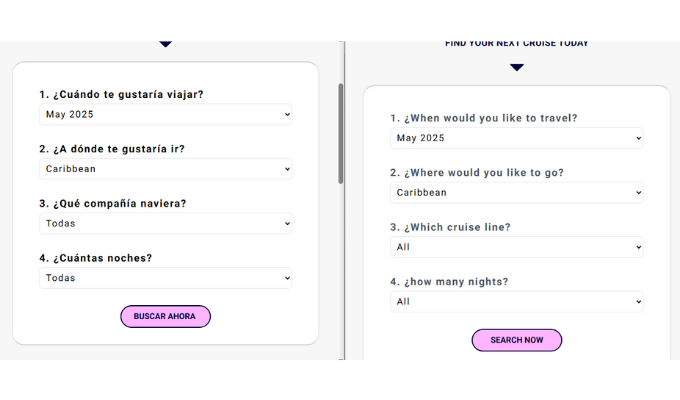 1. ¿Cuándo te gustaría viajar?
May 2025
2. ¿A dónde te gustaría ir?
Caribbean
3. ¿Qué compañía naviera?
Todas
4. ¿Cuántas noches?
Todas
BUSCAR AHORA
FIND YOUR NEXT CRUISE TODAY
1. ¿When would you like to travel?
May 2025
2. ¿Where would you like to go?
Caribbean
3. ¿Which cruise line?
All
4. ¿how many nights?
All
SEARCH NOW